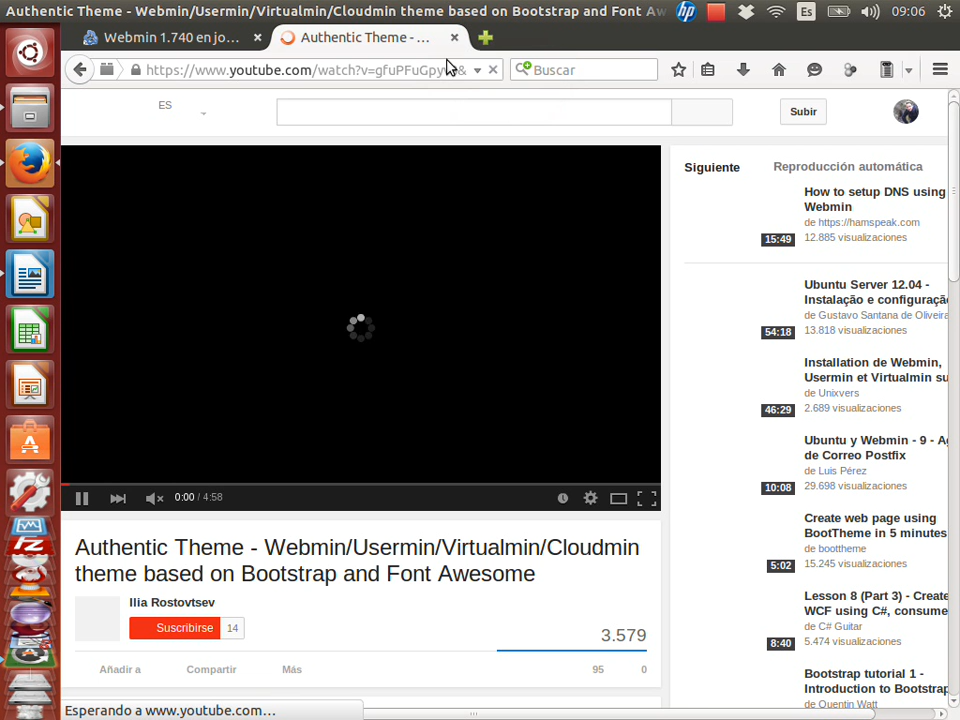 Authentic Theme - Webmin/Usermin/Virtualmin/Cloudmin theme based on Bootstrap and Font Aw
hp
Es
09:06
Webmin 1.740 en jo...
Authentic Theme - ...
https://www.youtube.com/watch?v=gfuPFuGpy
Buscar
ES
Subir
Siguiente
Reproducción automática
How to setup DNS using
Webmin
de https://hamspeak.com
15:49
12.885 visualizaciones
Ubuntu Server 12.04 -
Instalação e configuração
de Gustavo Santana de Oliveira
54:18
13.818 visualizaciones
Installation de Webmin,
Usermin et Virtualmin su
de Unixvers
46:29
2.689 visualizaciones
Ubuntu y Webmin - 9 - Ag
de Correo Postfix
de Luis Pérez
10:08
29.698 visualizaciones
Create web page using
BootTheme in 5 minutes
de boottheme
5:02
15.245 visualizaciones
Lesson 8 (Part 3) - Create
WCF using C#, consume
de C# Guitar
8:40
5.474 visualizaciones
Bootstrap tutorial 1 -
Introduction to Bootstrap
de Quentin Watt
0:00 / 4:58
Authentic Theme - Webmin/Usermin/Virtualmin/Cloudmin
theme based on Bootstrap and Font Awesome
Ilia Rostovtsev
Suscribirse 14
3.579
Añadir a Compartir Más 95 0
Esperando a www.youtube.com...